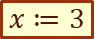 x := 3